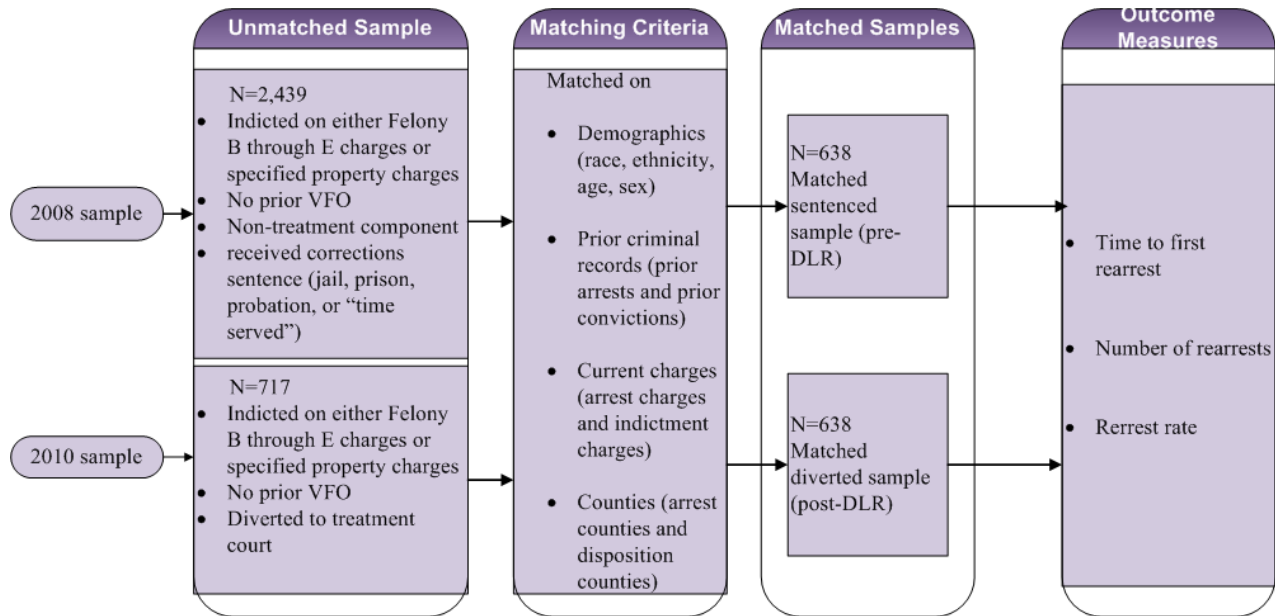 Unmatched Sample
Matching Criteria
Matched Samples
Outcome
Measures
2008 sample
2010 sample
N=2,439
• Indicted on either Felony
B through E charges or
specified property charges
• No prior VFO
• Non-treatment component
• received corrections
sentence (jail, prison,
probation, or “time
served”)
N=717
• Indicted on either Felony
B through E charges or
specified property charges
• No prior VFO
• Diverted to treatment
court
Matched on
• Demographics
(race, ethnicity,
age, sex)
• Prior criminal
records (prior
arrests and prior
convictions)
• Current charges
(arrest charges
and indictment
charges)
• Counties (arrest
counties and
disposition
counties)
N=638
Matched
sentenced
sample (pre-
DLR)
N=638
Matched
diverted sample
(post-DLR)
• Time to first
rearrest
• Number of rearrests
• Rerrest rate